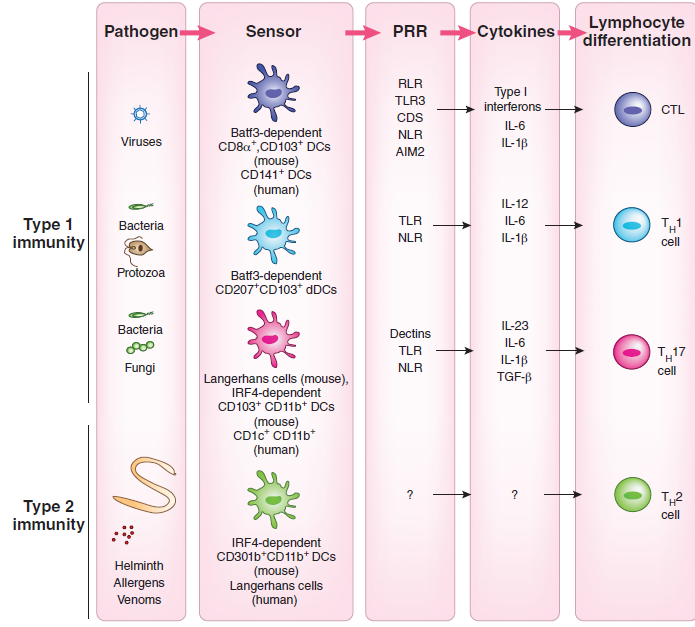 Pathogen
Sensor
PRR
Cytokines
Lymphocyte
differentiation
Type 1
immunity
Viruses
Batf3-dependent
CD8α⁺,CD103⁺ DCs
(mouse)
CD141⁺ DCs
(human)
RLR
TLR3
CDS
NLR
AIM2
Type I
interferons
IL-6
IL-1β
CTL
Bacteria
Protozoa
Batf3-dependent
CD207⁺CD103⁺ dDCs
TLR
NLR
IL-12
IL-6
IL-1β
T_H1
cell
Bacteria
Fungi
Langerhans cells (mouse),
IRF4-dependent
CD103⁺ CD11b⁺ DCs
(mouse)
CD1c⁺ CD11b⁺
(human)
Dectins
TLR
NLR
IL-23
IL-6
IL-1β
TGF-β
T_H17
cell
Type 2
immunity
Helminth
Allergens
Venoms
IRF4-dependent
CD301b⁺CD11b⁺ DCs
(mouse)
Langerhans cells
(human)
?
?
T_H2
cell